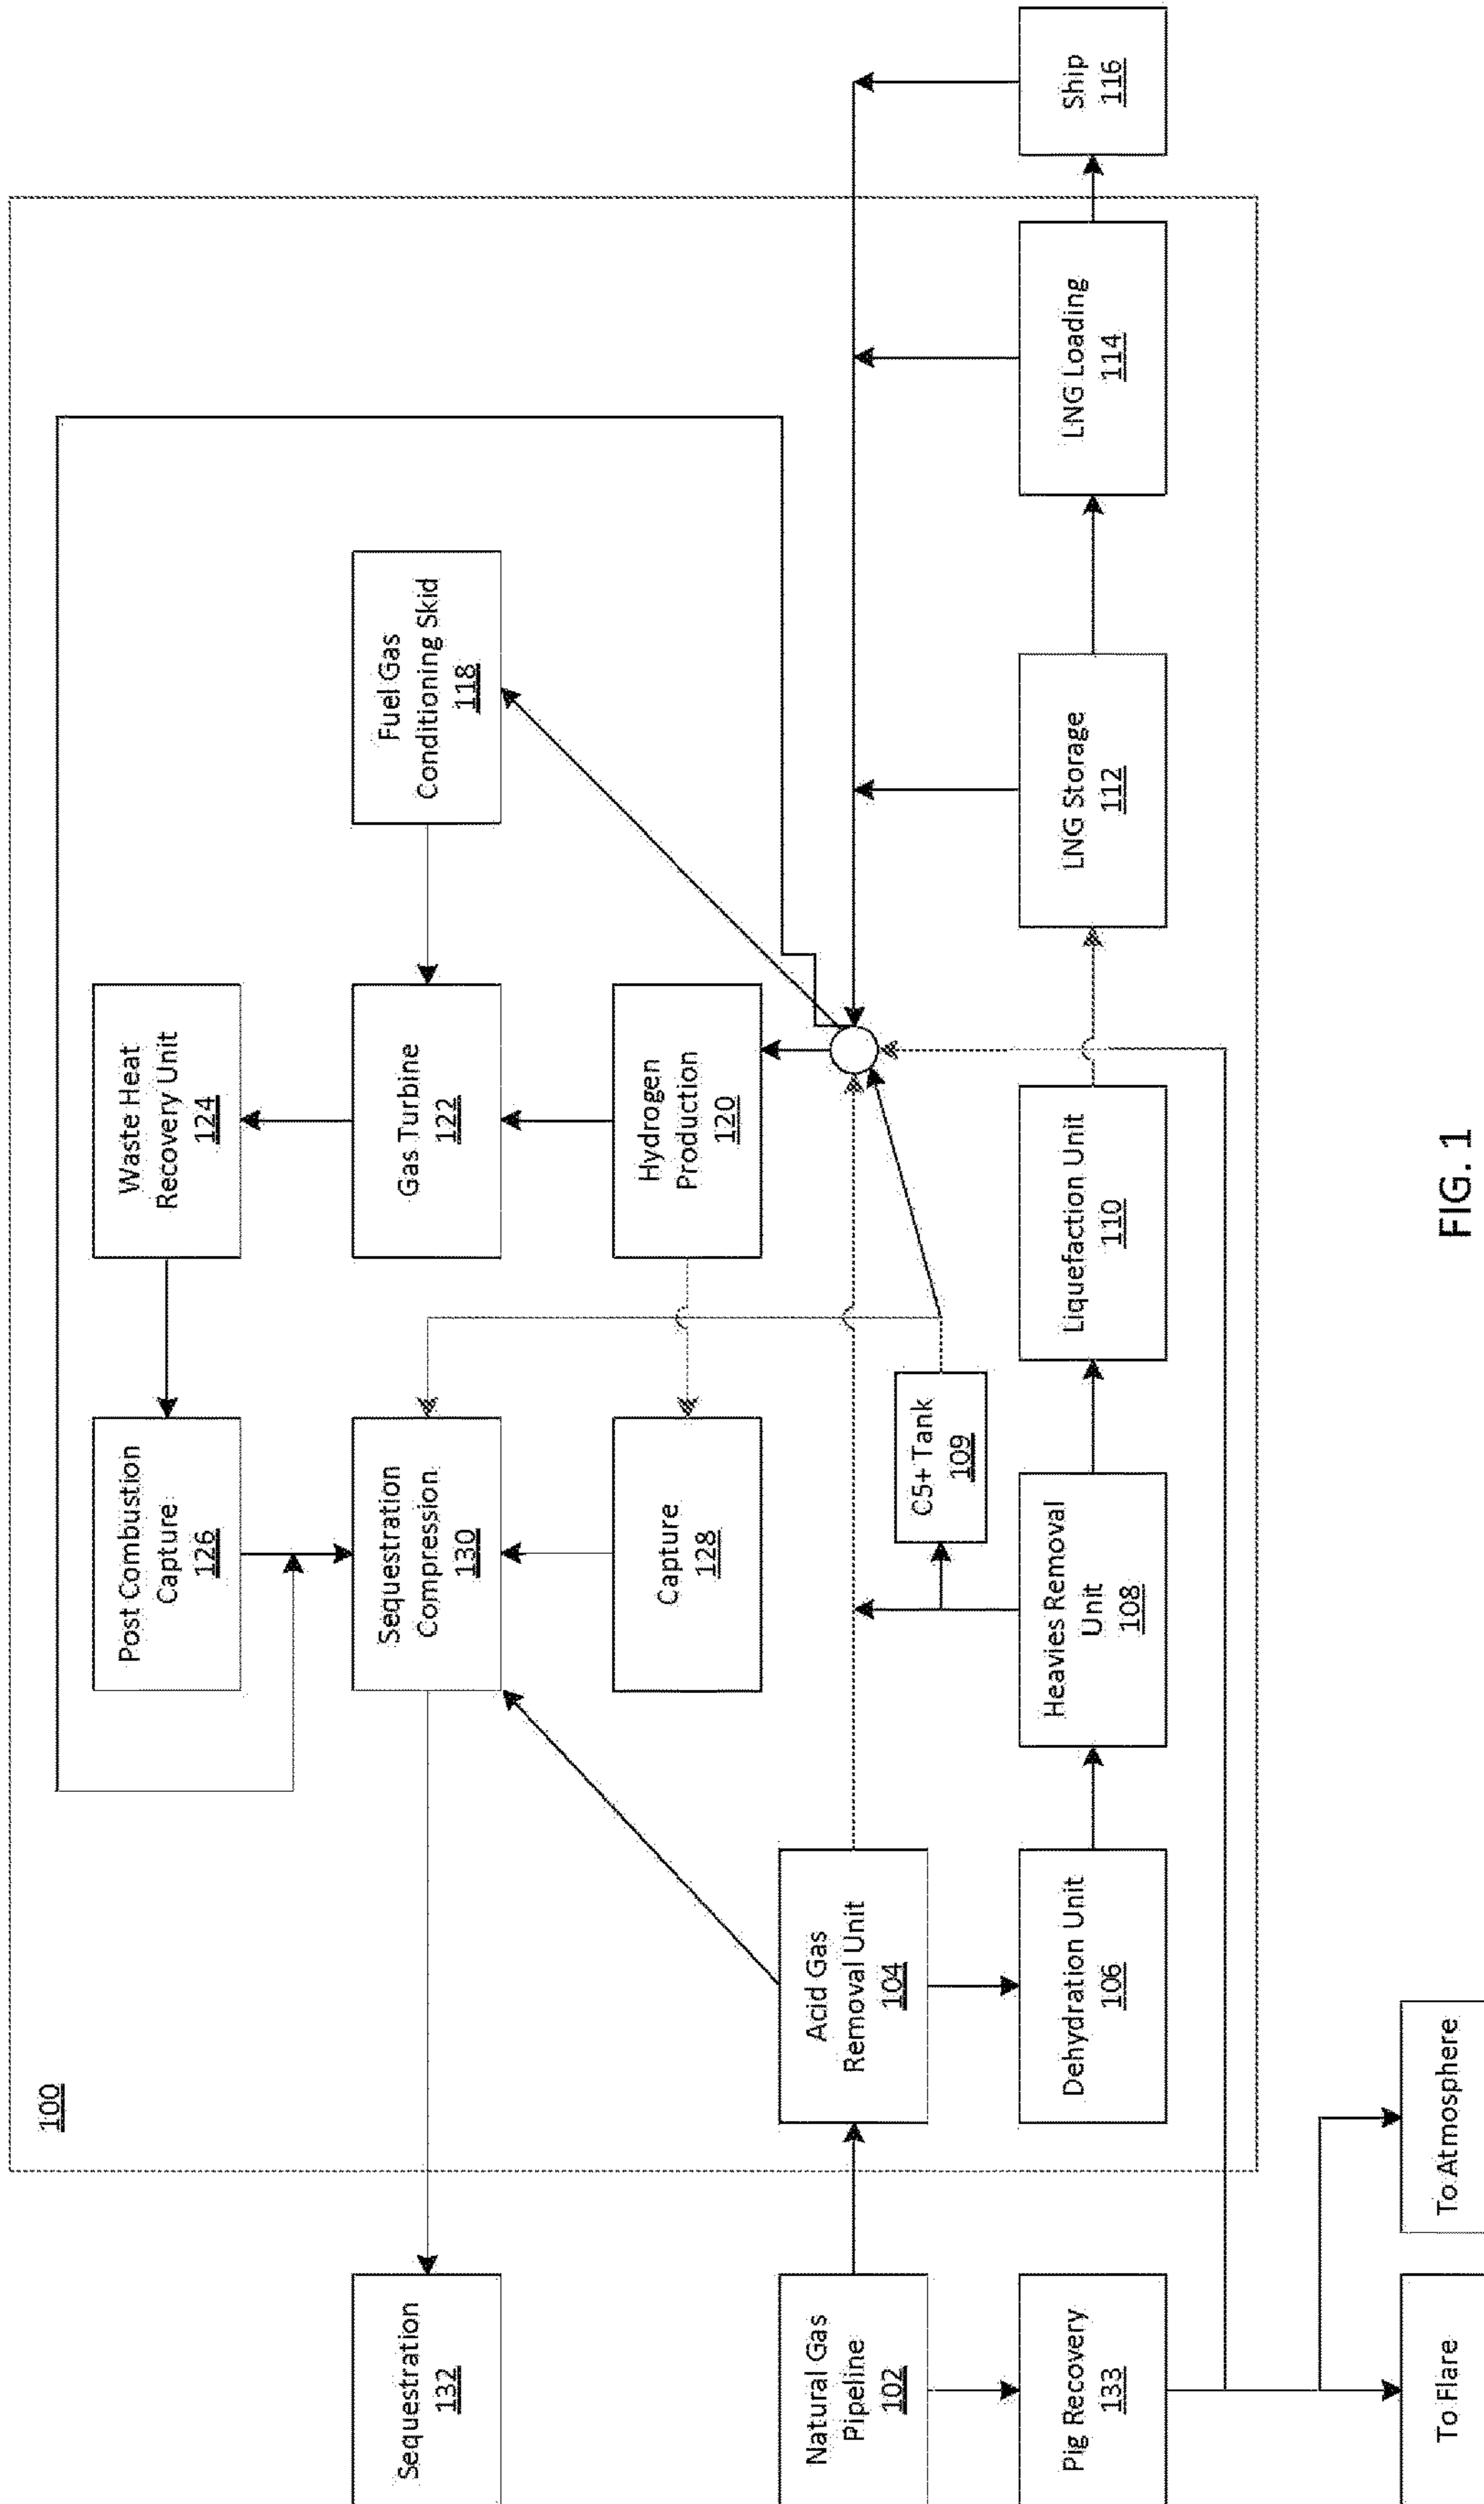 100
Waste Heat
Recovery Unit
124
Post Combustion
Capture
126
Fuel Gas
Conditioning Skid
118
Gas Turbine
122
Sequestration
Compression
130
Sequestration
132
Hydrogen
Production
120
Capture
128
Natural Gas
Pipeline
102
Acid Gas
Removal Unit
104
C5+ Tank
109
Pig Recovery
133
Dehydration Unit
106
Heavies Removal
Unit
108
Liquefaction Unit
110
LNG Storage
112
LNG Loading
114
Ship
116
To Flare
To Atmosphere
FIG. 1